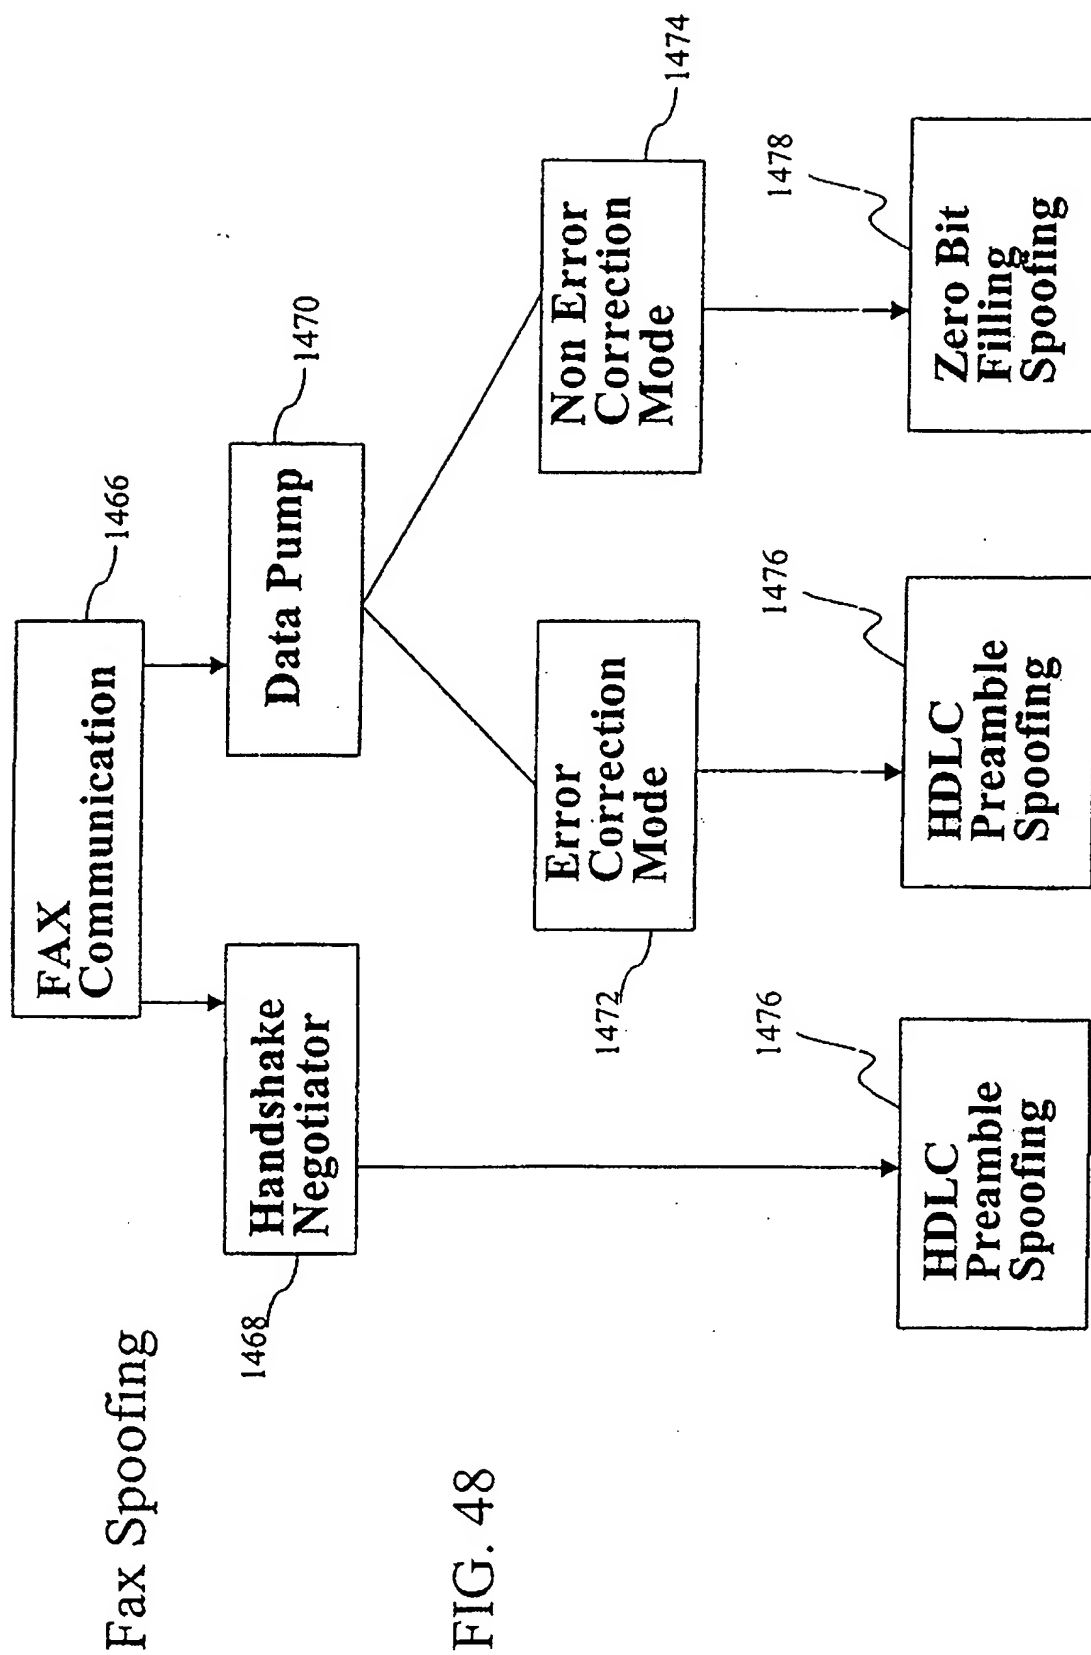 Fax Spoofing
FIG. 48
FAX
Communication
1466
Handshake
Negotiator
1468
Data Pump
1470
Error
Correction
Mode
1472
Non Error
Correction
Mode
1474
HDLC
Preamble
Spoofing
1476
HDLC
Preamble
Spoofing
1476
Zero Bit
Filling
Spoofing
1478